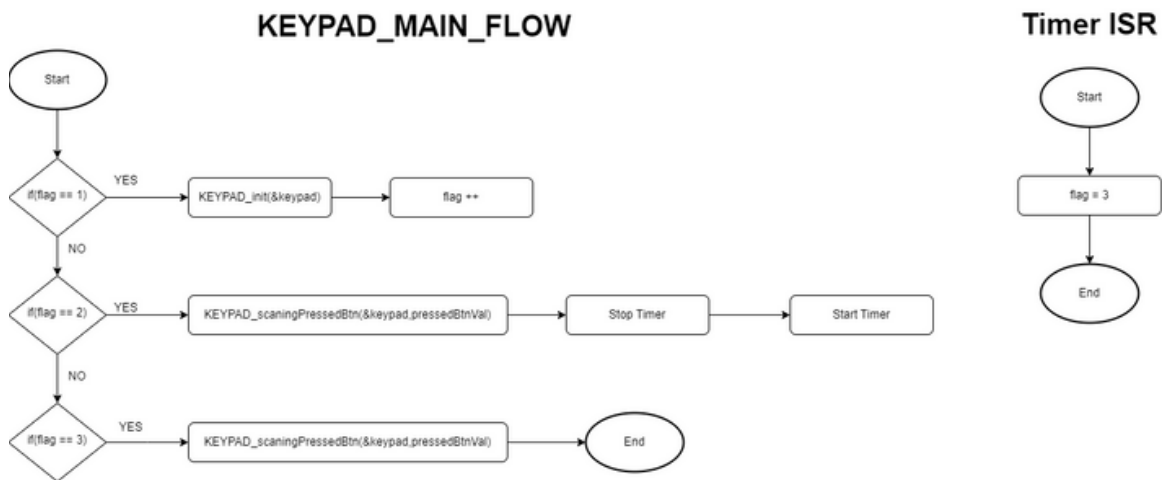 KEYPAD_MAIN_FLOW
Timer ISR
Start
Start
if(flag == 1)
YES
KEYPAD_init(&keypad)
flag ++
flag = 3
NO
if(flag == 2)
YES
KEYPAD_scaningPressedBtn(&keypad,pressedBtnVal)
Stop Timer
Start Timer
End
NO
if(flag == 3)
YES
KEYPAD_scaningPressedBtn(&keypad,pressedBtnVal)
End